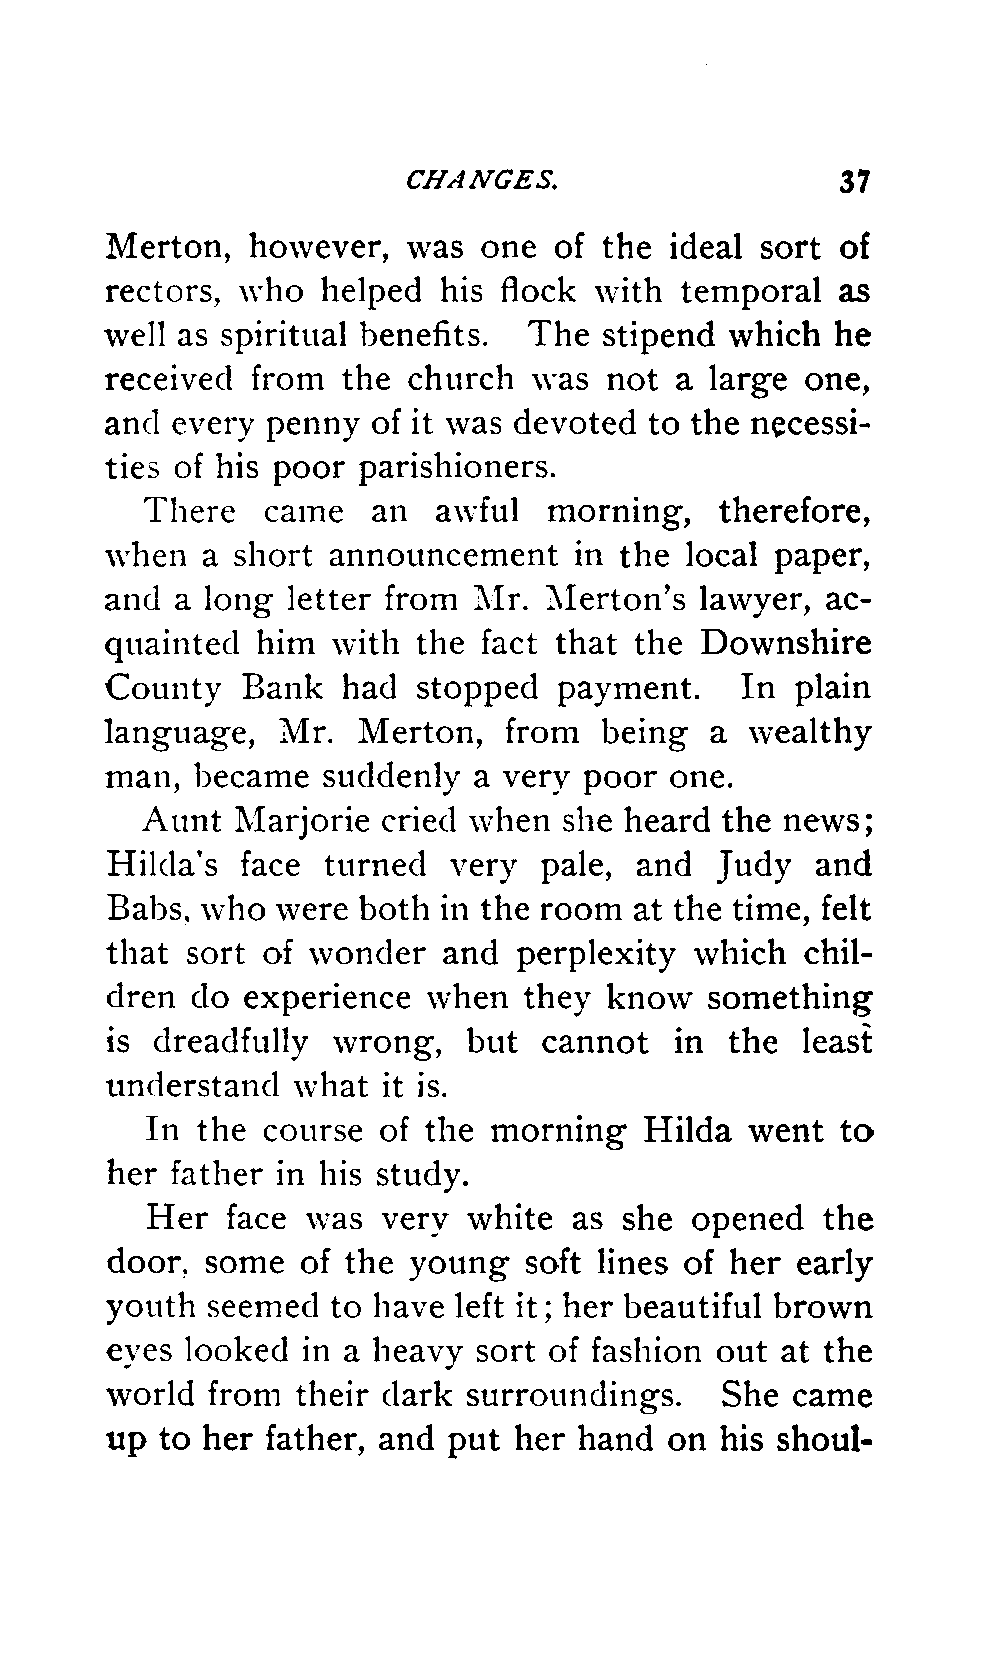 CHANGES. 37
Merton, however, was one of the ideal sort of
rectors, who helped his flock with temporal as
well as spiritual benefits. The stipend which he
received from the church was not a large one,
and every penny of it was devoted to the necessi-
ties of his poor parishioners.
There came an awful morning, therefore,
when a short announcement in the local paper,
and a long letter from Mr. Merton's lawyer, ac-
quainted him with the fact that the Downshire
County Bank had stopped payment. In plain
language, Mr. Merton, from being a wealthy
man, became suddenly a very poor one.
Aunt Marjorie cried when she heard the news;
Hilda's face turned very pale, and Judy and
Babs, who were both in the room at the time, felt
that sort of wonder and perplexity which chil-
dren do experience when they know something
is dreadfully wrong, but cannot in the least
understand what it is.
In the course of the morning Hilda went to
her father in his study.
Her face was very white as she opened the
door, some of the young soft lines of her early
youth seemed to have left it; her beautiful brown
eyes looked in a heavy sort of fashion out at the
world from their dark surroundings. She came
up to her father, and put her hand on his shoul-